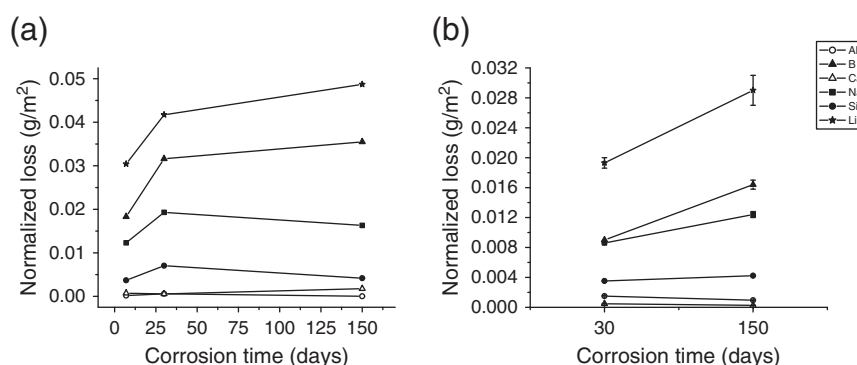 (a)
0.05
0.04
0.03
0.02
0.01
0.00
Normalized loss (g/m²)
0 25 50 75 100 125 150
Corrosion time (days)
(b)
0.032
0.028
0.024
0.020
0.016
0.012
0.008
0.004
0.000
Normalized loss (g/m²)
30 150
Corrosion time (days)
Al
B
C
N
Si
Li